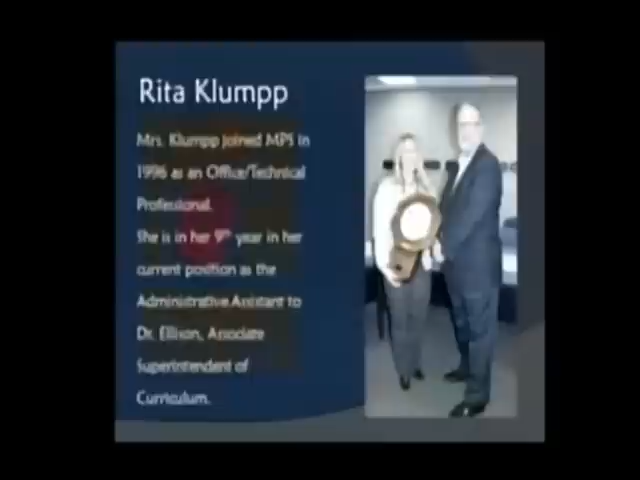 Rita Klumpp
Mrs. Klumpp joined MPS in
1996 as an Office/Technical
Professional.
She is in her 9th year in her
current position as the
Administrative Assistant to
Dr. Ellison, Associate
Superintendent of
Curriculum.